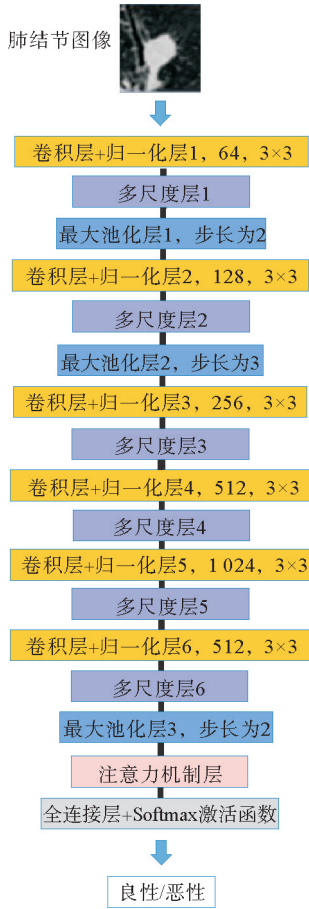 肺结节图像
卷积层+归一化层1，64，3×3
多尺度层1
最大池化层1，步长为2
卷积层+归一化层2，128，3×3
多尺度层2
最大池化层2，步长为3
卷积层+归一化层3，256，3×3
多尺度层3
卷积层+归一化层4，512，3×3
多尺度层4
卷积层+归一化层5，1 024，3×3
多尺度层5
卷积层+归一化层6，512，3×3
多尺度层6
最大池化层3，步长为2
注意力机制层
全连接层+Softmax激活函数
良性/恶性